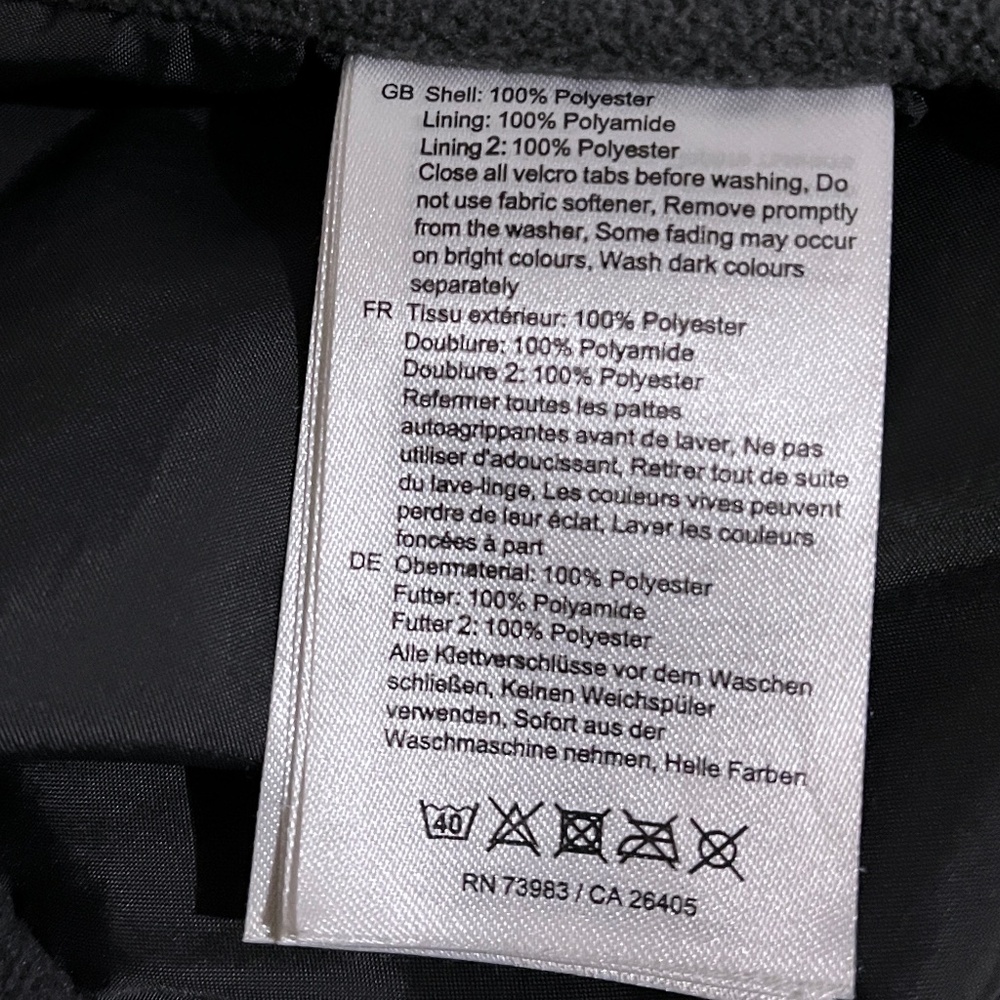 GB Shell: 100% Polyester
Lining: 100% Polyamide
Lining 2: 100% Polyester
Close all velcro tabs before washing, Do
not use fabric softener, Remove promptly
from the washer, Some fading may occur
on bright colours, Wash dark colours
separately
FR Tissu extérieur: 100% Polyester
Doublure: 100% Polyamide
Doublure 2: 100% Polyester
Refermer toutes les pattes
autoagrippantes avant de laver, Ne pas
utiliser d'adoucissant, Retirer tout de suite
du lave-linge, Les couleurs vives peuvent
perdre de leur éclat, Laver les couleurs
foncées à part
DE Obermaterial: 100% Polyester
Futter: 100% Polyamide
Futter 2: 100% Polyester
Alle Klettverschlüsse vor dem Waschen
schließen, Keinen Weichspüler
verwenden, Sofort aus der
Waschmaschine nehmen, Helle Farben
40
RN 73983 / CA 26405